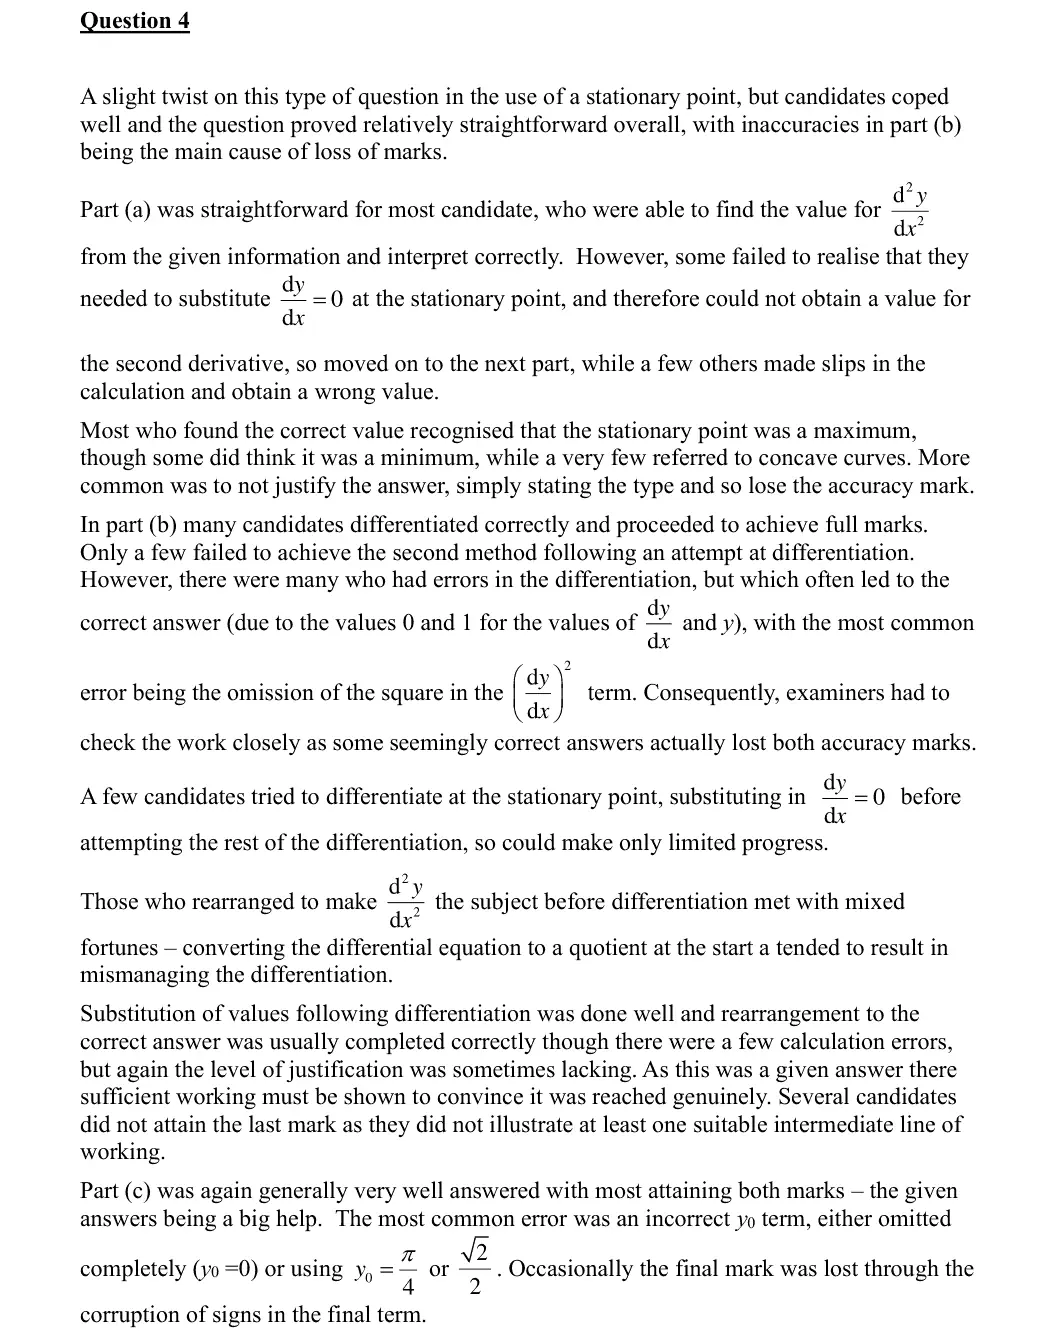 Question 4
A slight twist on this type of question in the use of a stationary point, but candidates coped
well and the question proved relatively straightforward overall, with inaccuracies in part (b)
being the main cause of loss of marks.
Part (a) was straightforward for most candidate, who were able to find the value for d²y/dx²
from the given information and interpret correctly.  However, some failed to realise that they
needed to substitute dy/dx = 0 at the stationary point, and therefore could not obtain a value for
the second derivative, so moved on to the next part, while a few others made slips in the
calculation and obtain a wrong value.
Most who found the correct value recognised that the stationary point was a maximum,
though some did think it was a minimum, while a very few referred to concave curves. More
common was to not justify the answer, simply stating the type and so lose the accuracy mark.
In part (b) many candidates differentiated correctly and proceeded to achieve full marks.
Only a few failed to achieve the second method following an attempt at differentiation.
However, there were many who had errors in the differentiation, but which often led to the
correct answer (due to the values 0 and 1 for the values of dy/dx and y), with the most common
error being the omission of the square in the (dy/dx)² term. Consequently, examiners had to
check the work closely as some seemingly correct answers actually lost both accuracy marks.
A few candidates tried to differentiate at the stationary point, substituting in dy/dx = 0 before
attempting the rest of the differentiation, so could make only limited progress.
Those who rearranged to make d²y/dx² the subject before differentiation met with mixed
fortunes – converting the differential equation to a quotient at the start a tended to result in
mismanaging the differentiation.
Substitution of values following differentiation was done well and rearrangement to the
correct answer was usually completed correctly though there were a few calculation errors,
but again the level of justification was sometimes lacking. As this was a given answer there
sufficient working must be shown to convince it was reached genuinely. Several candidates
did not attain the last mark as they did not illustrate at least one suitable intermediate line of
working.
Part (c) was again generally very well answered with most attaining both marks – the given
answers being a big help.  The most common error was an incorrect y₀ term, either omitted
completely (y₀ =0) or using y₀ = π/4 or √2/2 . Occasionally the final mark was lost through the
corruption of signs in the final term.